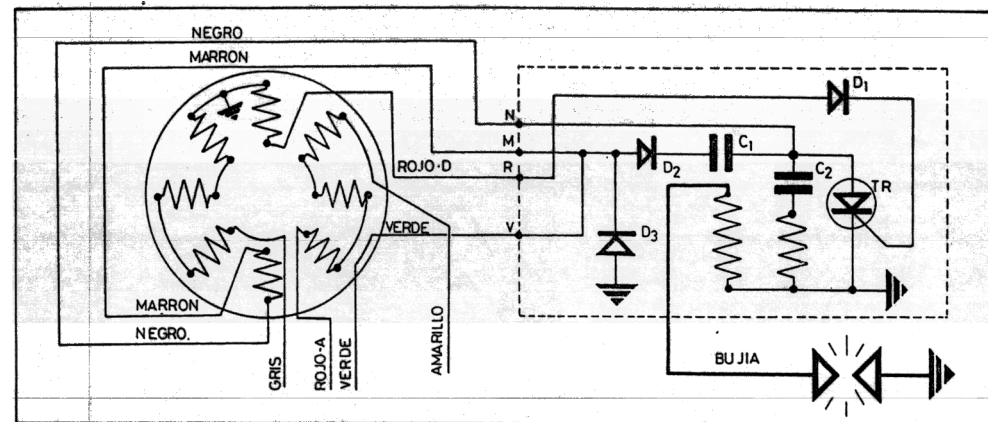 NEGRO
MARRON
N
M
R
V
ROJO·D
VERDE
D1
D2
C1
C2
TR
D3
MARRON
NEGRO.
GRIS
ROJO·A
VERDE
AMARILLO
BUJIA